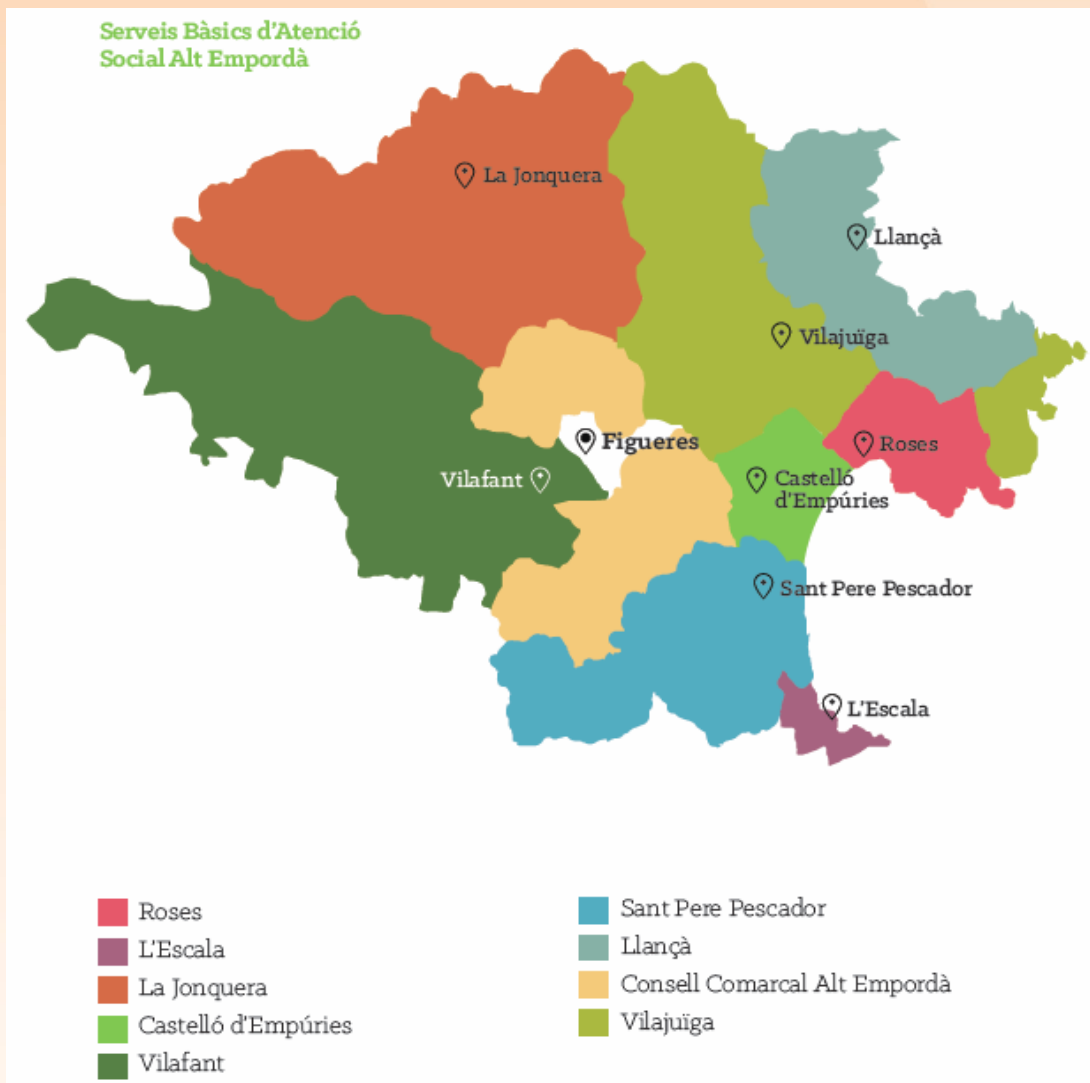 Serveis Bàsics d'Atenció
Social Alt Empordà
La Jonquera
Llançà
Vilajuïga
Figueres
Roses
Vilafant
Castelló
d'Empúries
Sant Pere Pescador
L'Escala
Roses
L'Escala
La Jonquera
Castelló d'Empúries
Vilafant
Sant Pere Pescador
Llançà
Consell Comarcal Alt Empordà
Vilajuïga